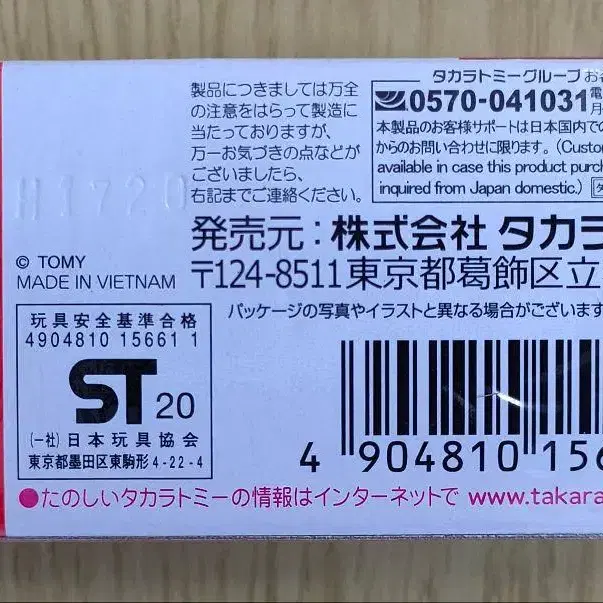 製品につきましては万全
の注意をはらって製造に
当たっておりますが、
万一お気づきの点などが
ございましたら、
右記までご連絡ください。
タカラトミーグループ お
0570-041031 電
月
本製品のお客様サポートは日本国内での
からのお問い合わせに限ります。(Custom
available in case this product purch
inquired from Japan domestic.)
H1720
発売元：株式会社 タカラ
〒124-8511 東京都葛飾区立
© TOMY
MADE IN VIETNAM
パッケージの写真やイラストと異なる場合がございます
玩具安全基準合格
4904810 15661 1
ST 20
(一社)日本玩具協会
東京都墨田区東駒形4-22-4
4 904810 156
●たのしいタカラトミーの情報はインターネットで www.takara